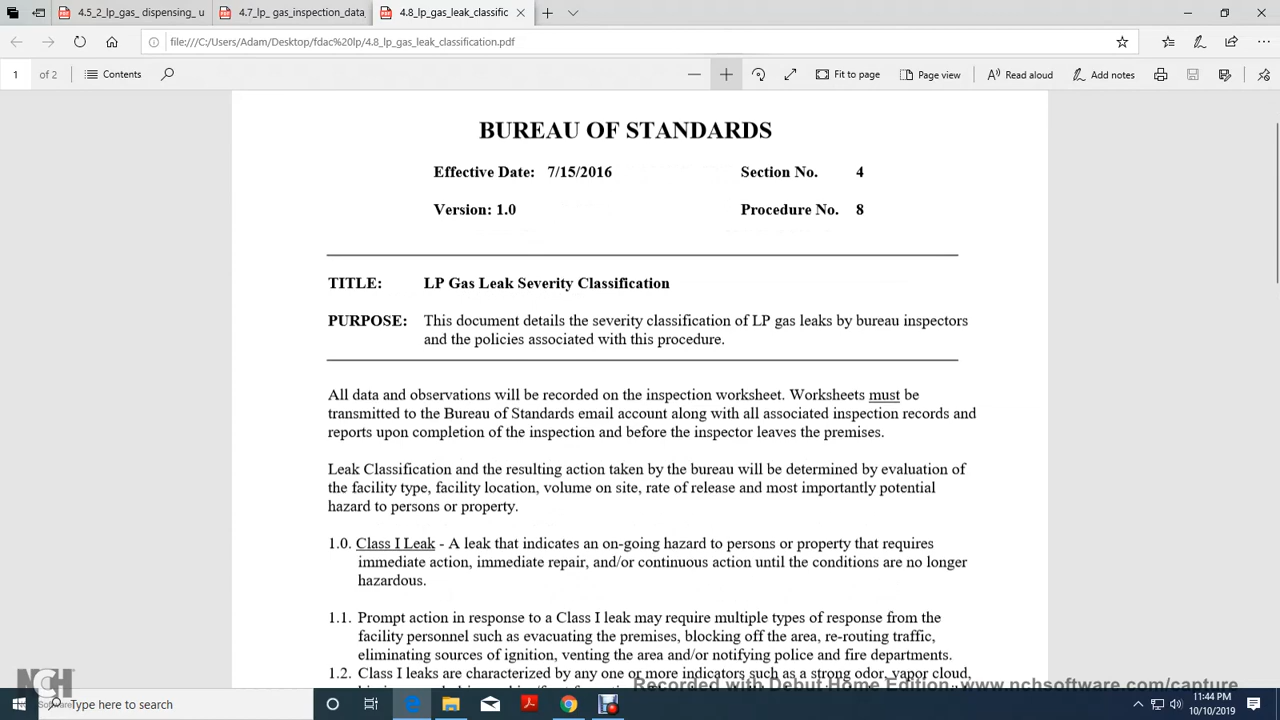 4.5_2_lp_gas_dispensing_u
4.7_lp_ gas_inspection data
4.8_lp_gas_leak_classific
file:///C:/Users/Adam/Desktop/fdac%20lp/4.8_lp_gas_leak_classification.pdf
1 of 2 Contents Fit to page Page view Read aloud Add notes
BUREAU OF STANDARDS
Effective Date: 7/15/2016 Section No. 4
Version: 1.0 Procedure No. 8
TITLE: LP Gas Leak Severity Classification
PURPOSE: This document details the severity classification of LP gas leaks by bureau inspectors
and the policies associated with this procedure.
All data and observations will be recorded on the inspection worksheet. Worksheets must be
transmitted to the Bureau of Standards email account along with all associated inspection records and
reports upon completion of the inspection and before the inspector leaves the premises.
Leak Classification and the resulting action taken by the bureau will be determined by evaluation of
the facility type, facility location, volume on site, rate of release and most importantly potential
hazard to persons or property.
1.0. Class I Leak - A leak that indicates an on-going hazard to persons or property that requires
immediate action, immediate repair, and/or continuous action until the conditions are no longer
hazardous.
1.1. Prompt action in response to a Class I leak may require multiple types of response from the
facility personnel such as evacuating the premises, blocking off the area, re-routing traffic,
eliminating sources of ignition, venting the area and/or notifying police and fire departments.
1.2. Class I leaks are characterized by any one or more indicators such as a strong odor, vapor cloud,
Recorded with Debut Home Edition. www.nchsoftware.com/capture
NCH
Software
Type here to search
11:44 PM
10/10/2019